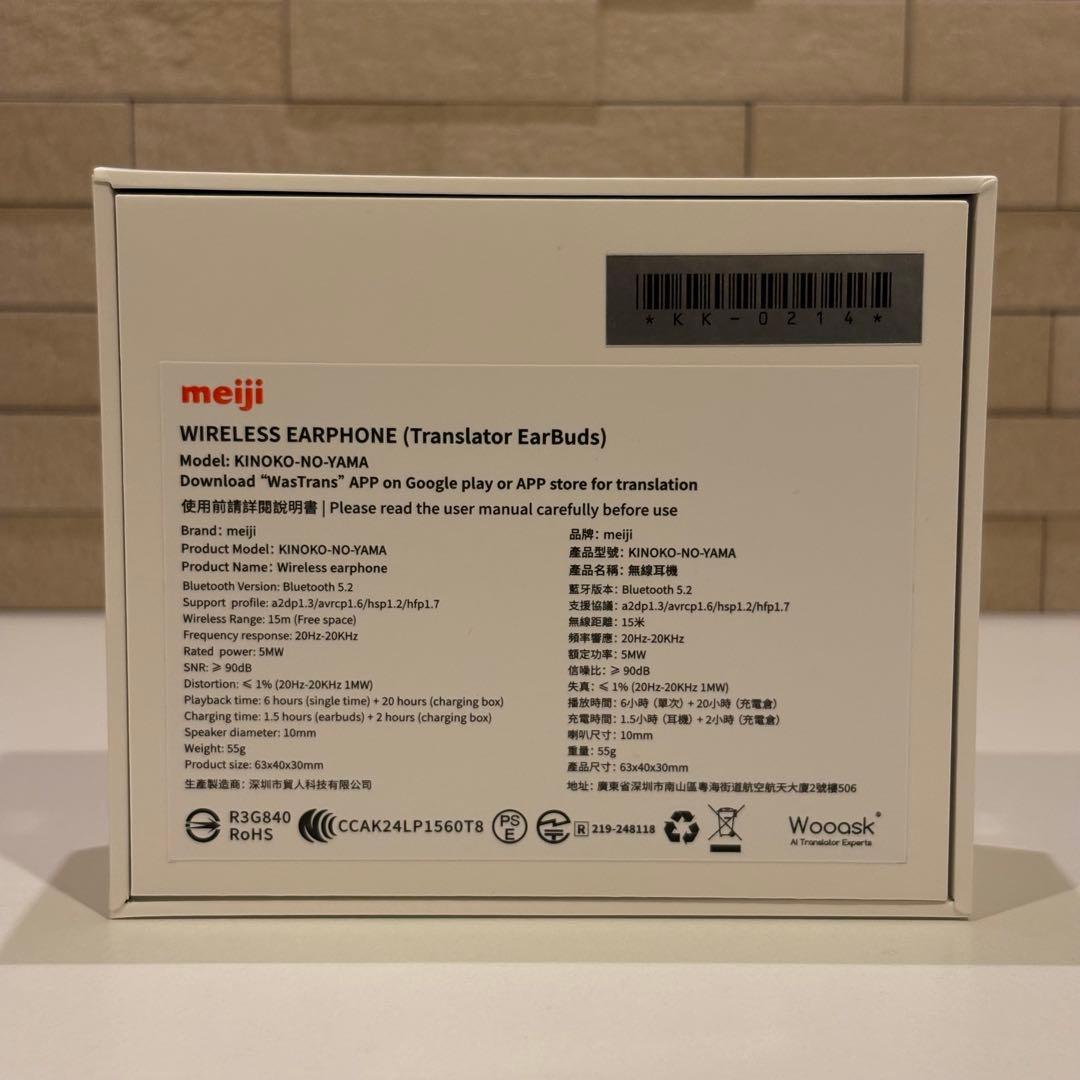 *KK-0214*
meiji
WIRELESS EARPHONE (Translator EarBuds)
Model: KINOKO-NO-YAMA
Download “WasTrans” APP on Google play or APP store for translation
使用前請詳閱說明書 | Please read the user manual carefully before use
Brand: meiji
Product Model: KINOKO-NO-YAMA
Product Name: Wireless earphone
Bluetooth Version: Bluetooth 5.2
Support profile: a2dp1.3/avrcp1.6/hsp1.2/hfp1.7
Wireless Range: 15m (Free space)
Frequency response: 20Hz-20KHz
Rated power: 5MW
SNR: ≥ 90dB
Distortion: ≤ 1% (20Hz-20KHz 1MW)
Playback time: 6 hours (single time) + 20 hours (charging box)
Charging time: 1.5 hours (earbuds) + 2 hours (charging box)
Speaker diameter: 10mm
Weight: 55g
Product size: 63x40x30mm
生產製造商: 深圳市貿人科技有限公司
品牌: meiji
產品型號: KINOKO-NO-YAMA
產品名稱: 無線耳機
藍牙版本: Bluetooth 5.2
支援協議: a2dp1.3/avrcp1.6/hsp1.2/hfp1.7
無線距離: 15米
頻率響應: 20Hz-20KHz
額定功率: 5MW
信噪比: ≥ 90dB
失真: ≤ 1% (20Hz-20KHz 1MW)
播放時間: 6小時 (單次) + 20小時 (充電倉)
充電時間: 1.5小時 (耳機) + 2小時 (充電倉)
喇叭尺寸: 10mm
重量: 55g
產品尺寸: 63x40x30mm
地址: 廣東省深圳市南山區粵海街道航空航天大廈2號樓506
R3G840
RoHS
CCAK24LP1560T8
PS
E
R 219-248118
Wooask
AI Translator Experts